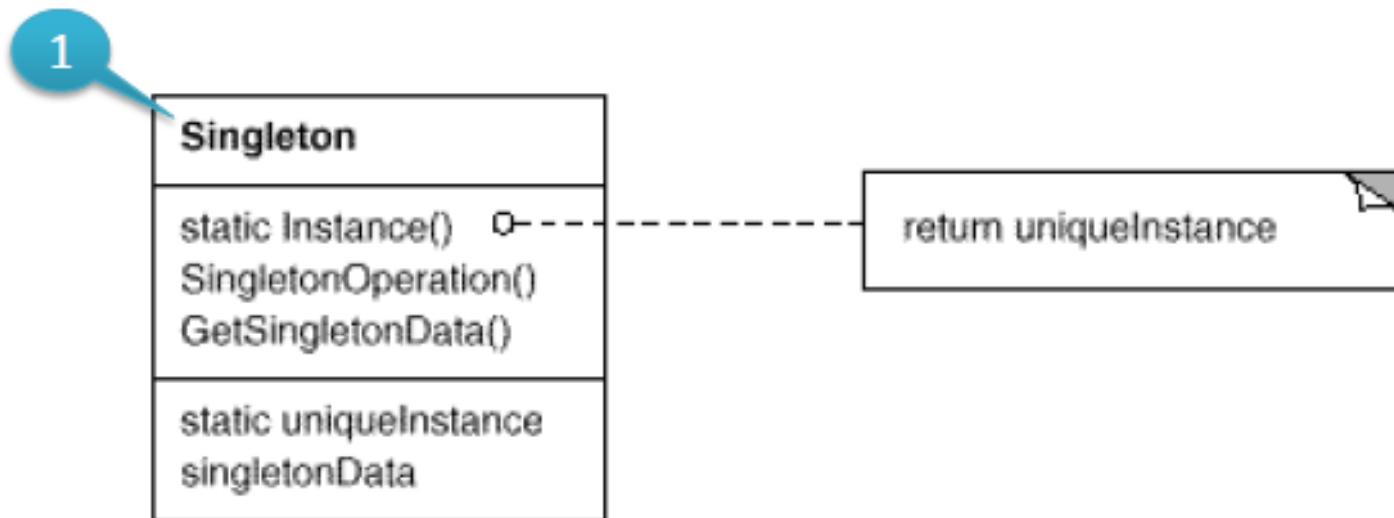 1
Singleton
static Instance()
return uniqueInstance
SingletonOperation()
GetSingletonData()
static uniqueInstance
singletonData